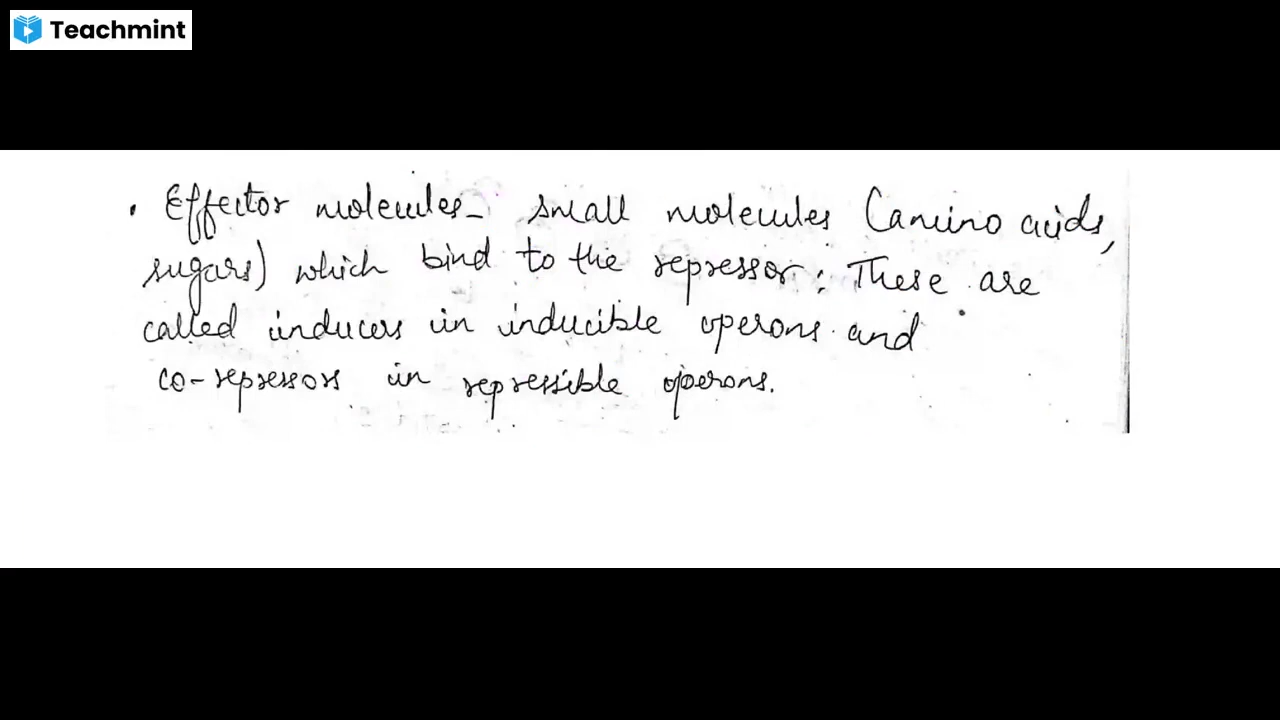 Teachmint
. Effector molecules - small molecules (amino acids,
sugars) which bind to the repressor: These are
called inducers in inducible operons and
co-repressors in repressible operons.